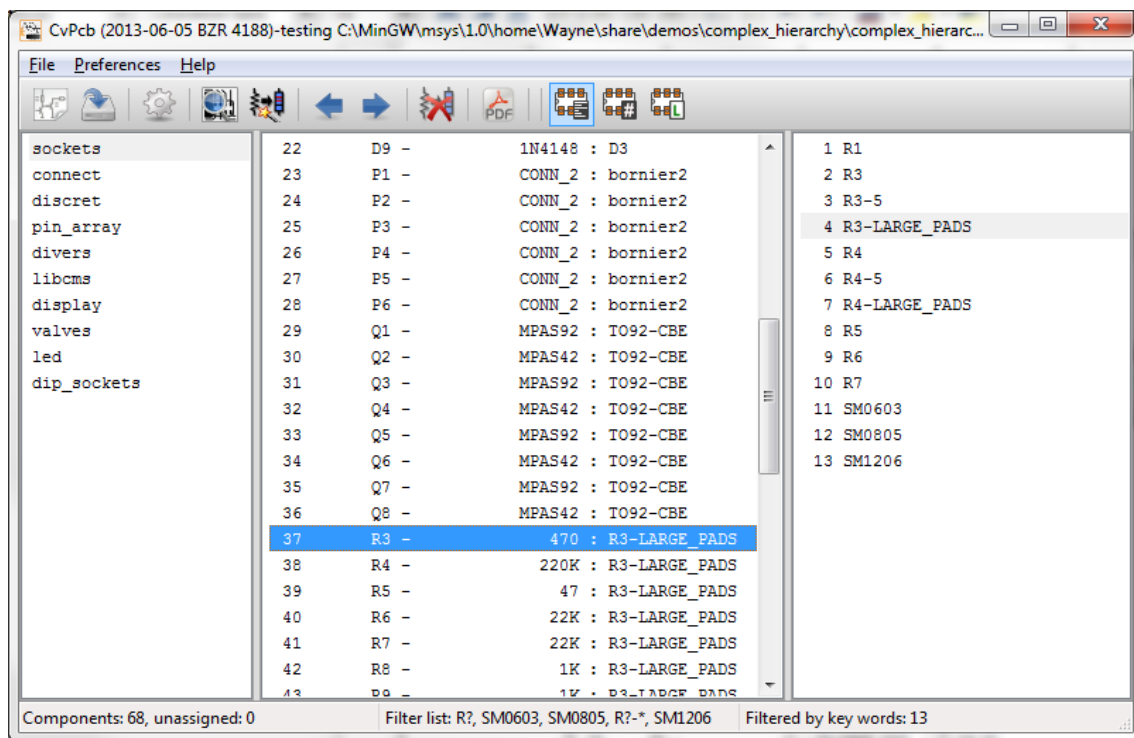 CvPcb (2013-06-05 BZR 4188)-testing C:\MinGW\msys\1.0\home\Wayne\share\demos\complex_hierarchy\complex_hierarc...
File Preferences Help
PDF
#
L
sockets
connect
discret
pin_array
divers
libcms
display
valves
led
dip_sockets
22 D9 - 1N4148 : D3
23 P1 - CONN_2 : bornier2
24 P2 - CONN_2 : bornier2
25 P3 - CONN_2 : bornier2
26 P4 - CONN_2 : bornier2
27 P5 - CONN_2 : bornier2
28 P6 - CONN_2 : bornier2
29 Q1 - MPAS92 : TO92-CBE
30 Q2 - MPAS42 : TO92-CBE
31 Q3 - MPAS92 : TO92-CBE
32 Q4 - MPAS42 : TO92-CBE
33 Q5 - MPAS92 : TO92-CBE
34 Q6 - MPAS42 : TO92-CBE
35 Q7 - MPAS92 : TO92-CBE
36 Q8 - MPAS42 : TO92-CBE
37 R3 - 470 : R3-LARGE_PADS
38 R4 - 220K : R3-LARGE_PADS
39 R5 - 47 : R3-LARGE_PADS
40 R6 - 22K : R3-LARGE_PADS
41 R7 - 22K : R3-LARGE_PADS
42 R8 - 1K : R3-LARGE_PADS
43 R9 - 1K : R3-LARGE_PADS
1 R1
2 R3
3 R3-5
4 R3-LARGE_PADS
5 R4
6 R4-5
7 R4-LARGE_PADS
8 R5
9 R6
10 R7
11 SM0603
12 SM0805
13 SM1206
Components: 68, unassigned: 0
Filter list: R?, SM0603, SM0805, R?-*, SM1206
Filtered by key words: 13